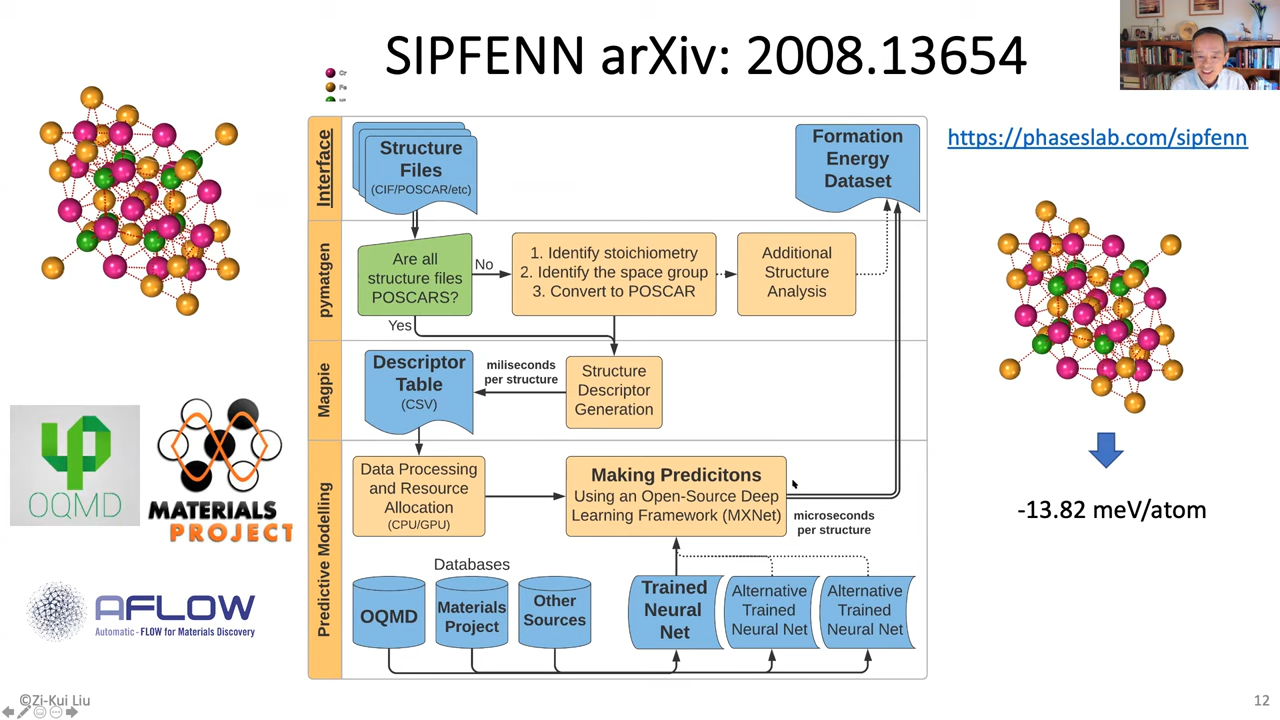 SIPFENN arXiv: 2008.13654
Cr
Fe
https://phaseslab.com/sipfenn
Interface
Structure
Files
(CIF/POSCAR/etc)
Formation
Energy
Dataset
pymatgen
Are all
structure files
POSCARS?
No
Yes
1. Identify stoichiometry
2. Identify the space group
3. Convert to POSCAR
Additional
Structure
Analysis
Magpie
Descriptor
Table
(CSV)
miliseconds
per structure
Structure
Descriptor
Generation
Predictive Modelling
Data Processing
and Resource
Allocation
(CPU/GPU)
Making Predicitons
Using an Open-Source Deep
Learning Framework (MXNet)
microseconds
per structure
Databases
OQMD
Materials
Project
Other
Sources
Trained
Neural
Net
Alternative
Trained
Neural Net
Alternative
Trained
Neural Net
OQMD
MATERIALS
PROJECT
AFLOW
Automatic - FLOW for Materials Discovery
-13.82 meV/atom
©Zi-Kui Liu
12